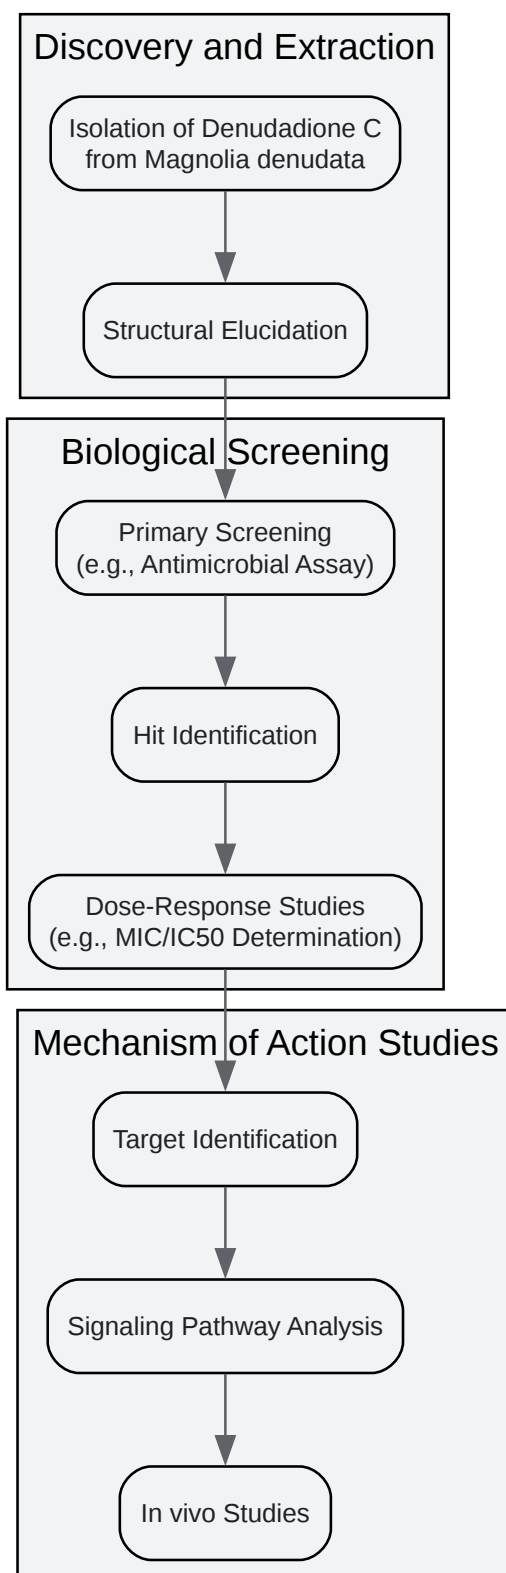 Discovery and Extraction
Isolation of Denudadione C
from Magnolia denudata
Structural Elucidation
Biological Screening
Primary Screening
(e.g., Antimicrobial Assay)
Hit Identification
Dose-Response Studies
(e.g., MIC/IC50 Determination)
Mechanism of Action Studies
Target Identification
Signaling Pathway Analysis
In vivo Studies